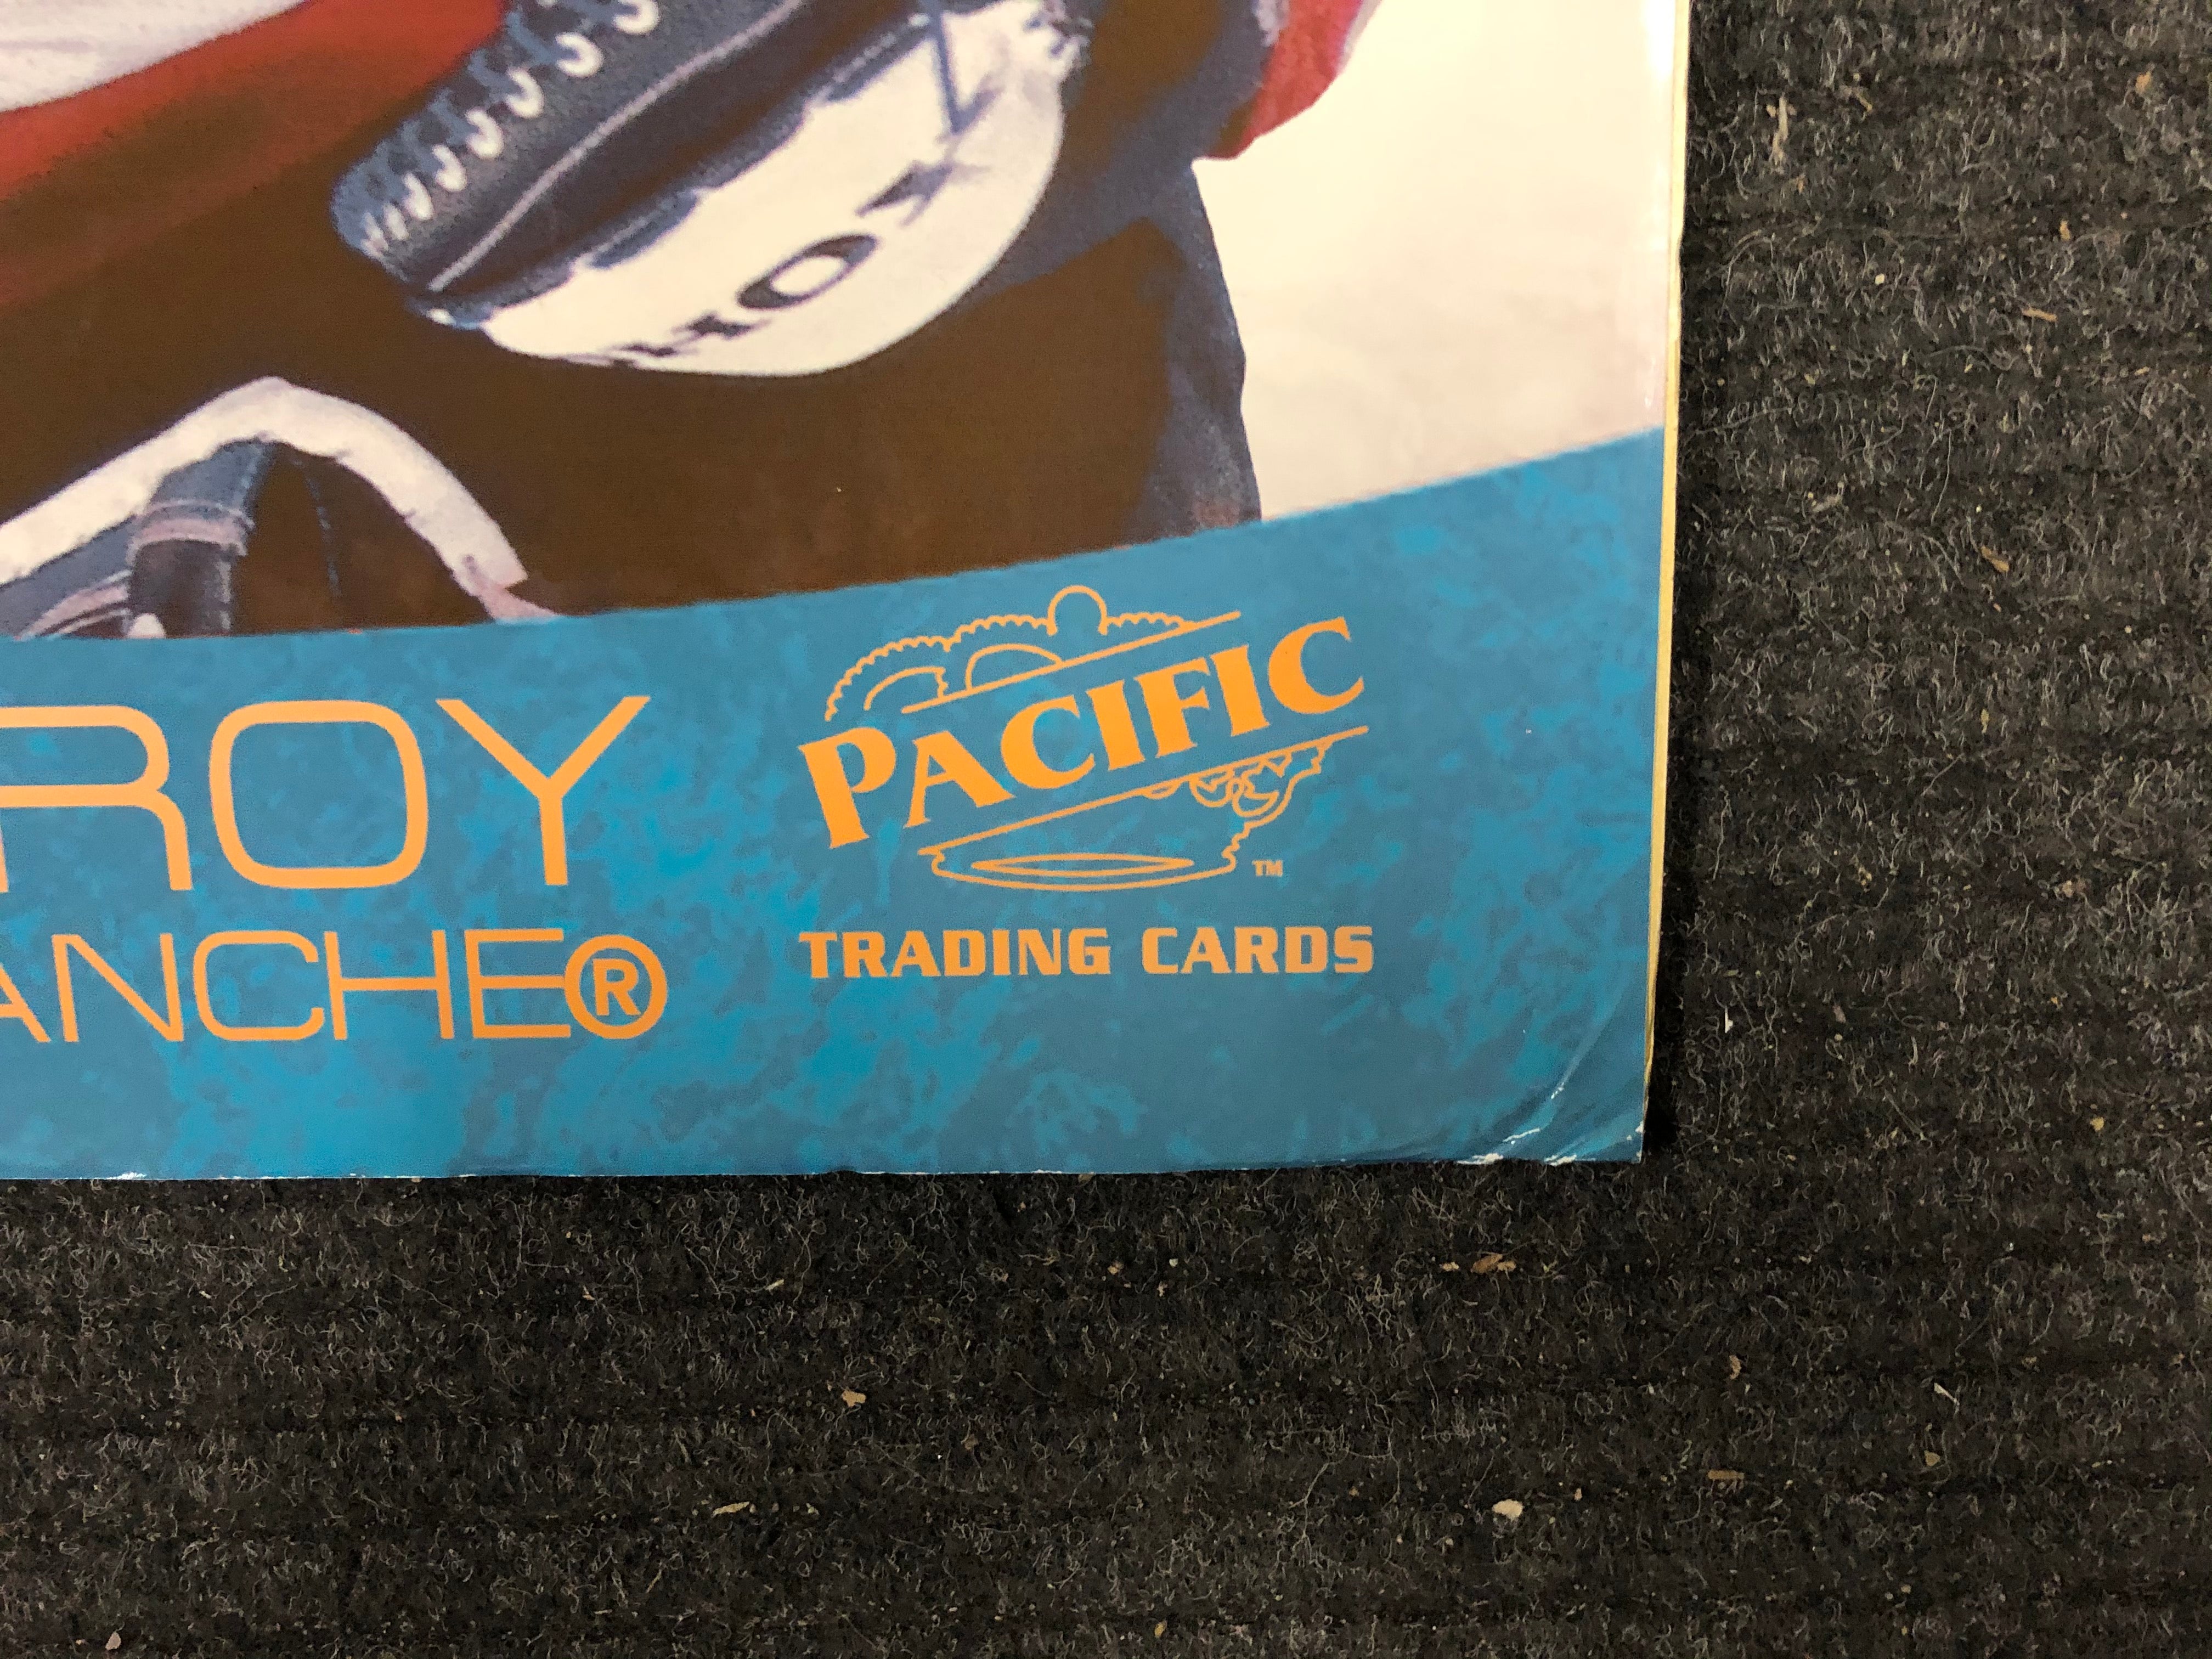 ROY
ANCHE®
PACIFIC
™
TRADING CARDS